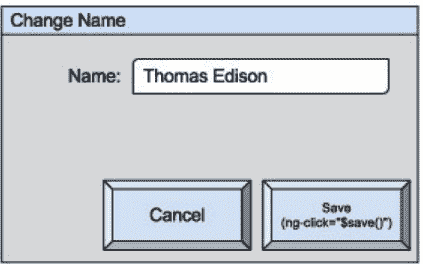 Change Name
Name: Thomas Edison
Cancel
Save
(ng-click="$save()")